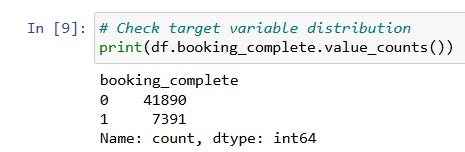 In [9]: # Check target variable distribution
print(df.booking_complete.value_counts())
booking_complete
0    41890
1     7391
Name: count, dtype: int64